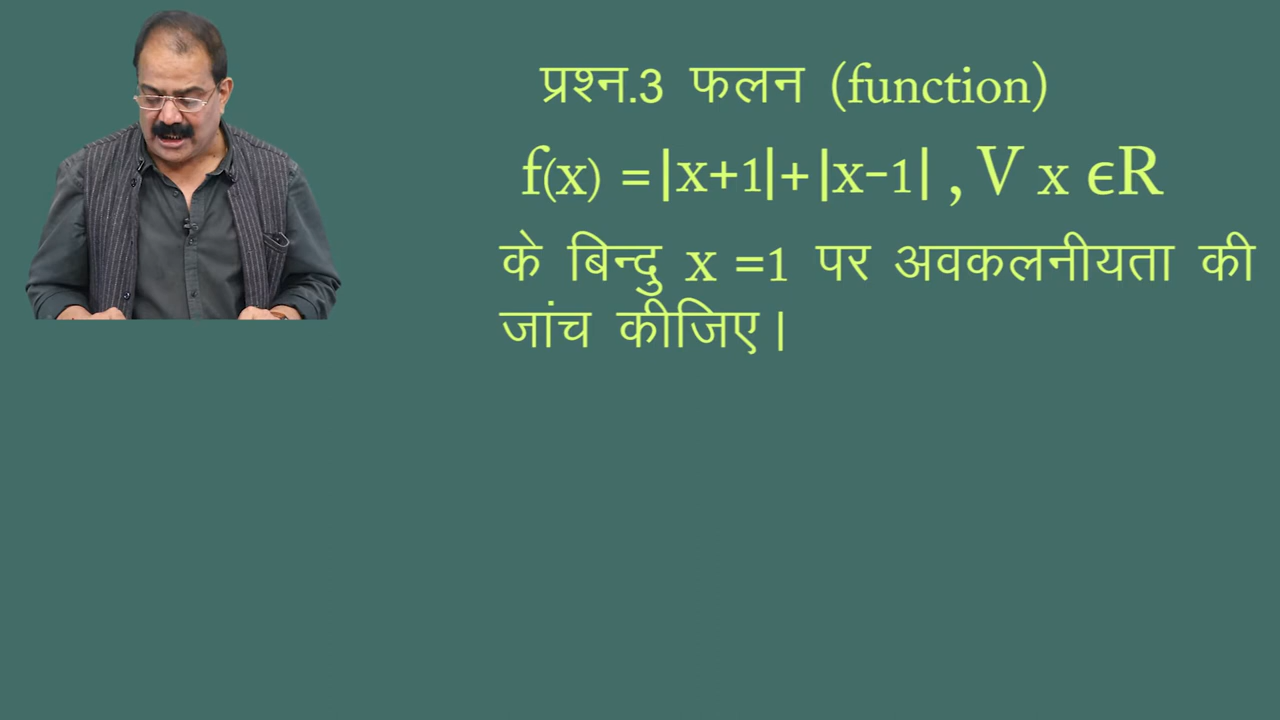 प्रश्न.3 फलन (function)
f(x) =|x+1|+|x-1| , V x ϵR
के बिन्दु x =1 पर अवकलनीयता की
जांच कीजिए।